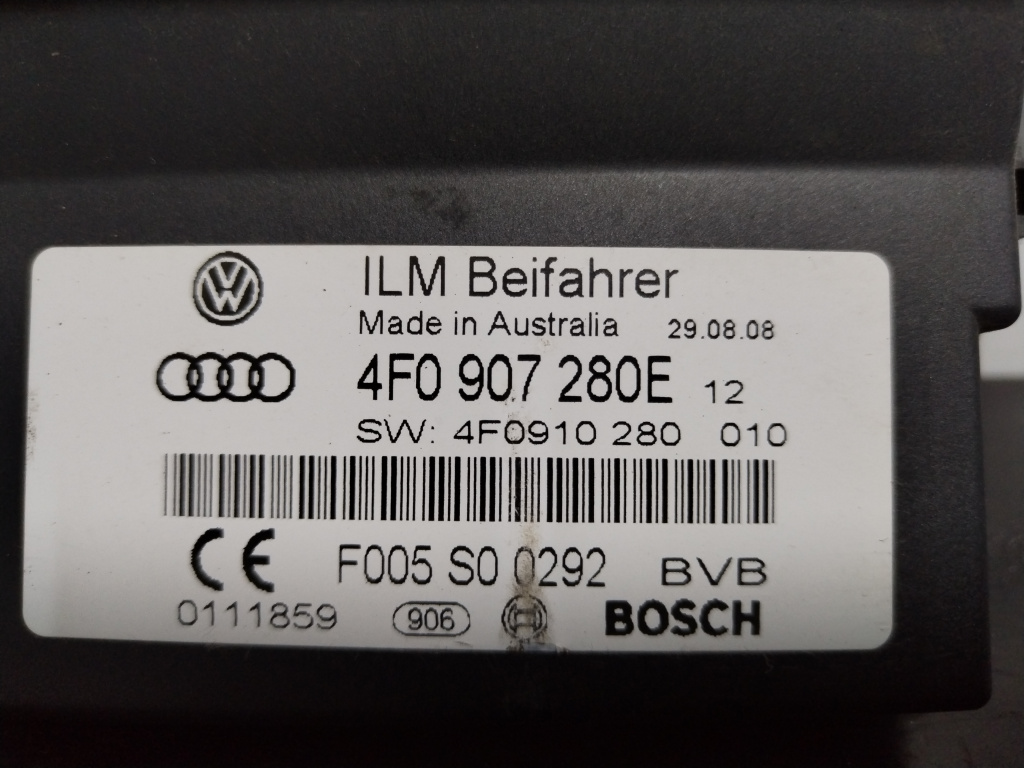 ILM Beifahrer
Made in Australia 29.08.08
4F0 907 280E 12
SW: 4F0910 280 010
CE F005 S0 0292 BVB
0111859 906 BOSCH